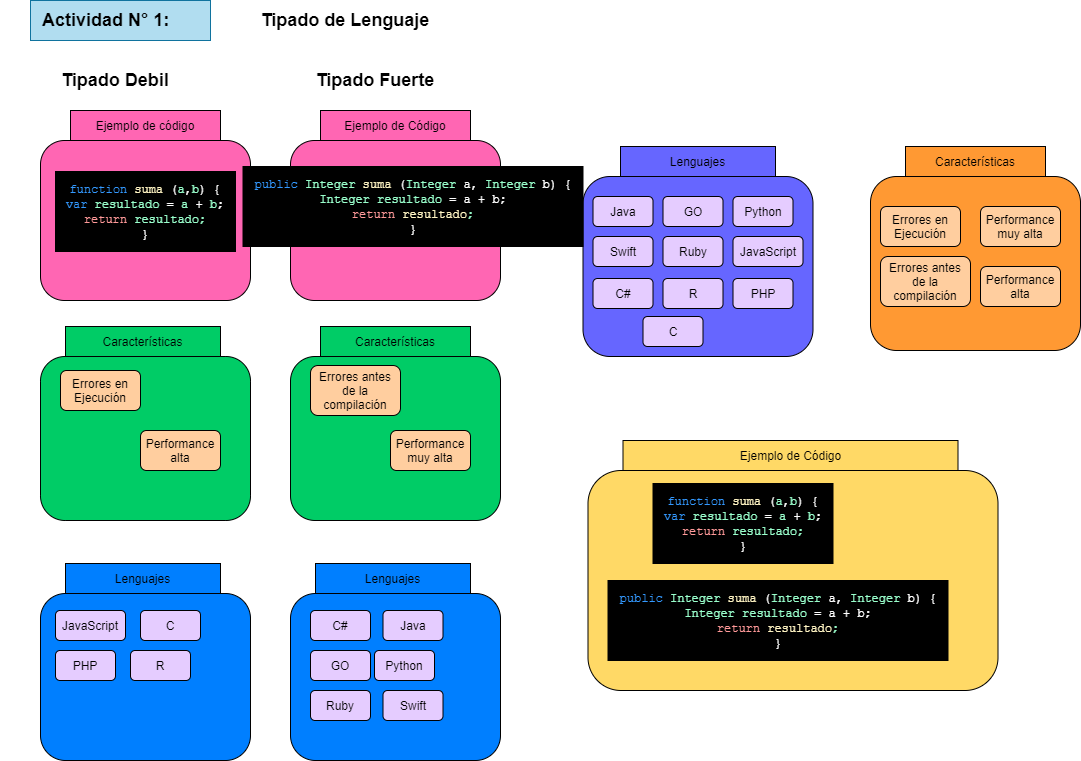 Actividad N° 1:
Tipado de Lenguaje
Tipado Debil
Tipado Fuerte
Ejemplo de código
function suma (a,b) {
var resultado = a + b;
return resultado;
}
Ejemplo de Código
public Integer suma (Integer a, Integer b) {
Integer resultado = a + b;
return resultado;
}
Lenguajes
Java
GO
Python
Swift
Ruby
JavaScript
C#
R
PHP
C
Características
Errores en
Ejecución
Performance
muy alta
Errores antes
de la
compilación
Performance
alta
Características
Errores en
Ejecución
Performance
alta
Características
Errores antes
de la
compilación
Performance
muy alta
Ejemplo de Código
function suma (a,b) {
var resultado = a + b;
return resultado;
}
public Integer suma (Integer a, Integer b) {
Integer resultado = a + b;
return resultado;
}
Lenguajes
JavaScript
C
PHP
R
Lenguajes
C#
Java
GO
Python
Ruby
Swift